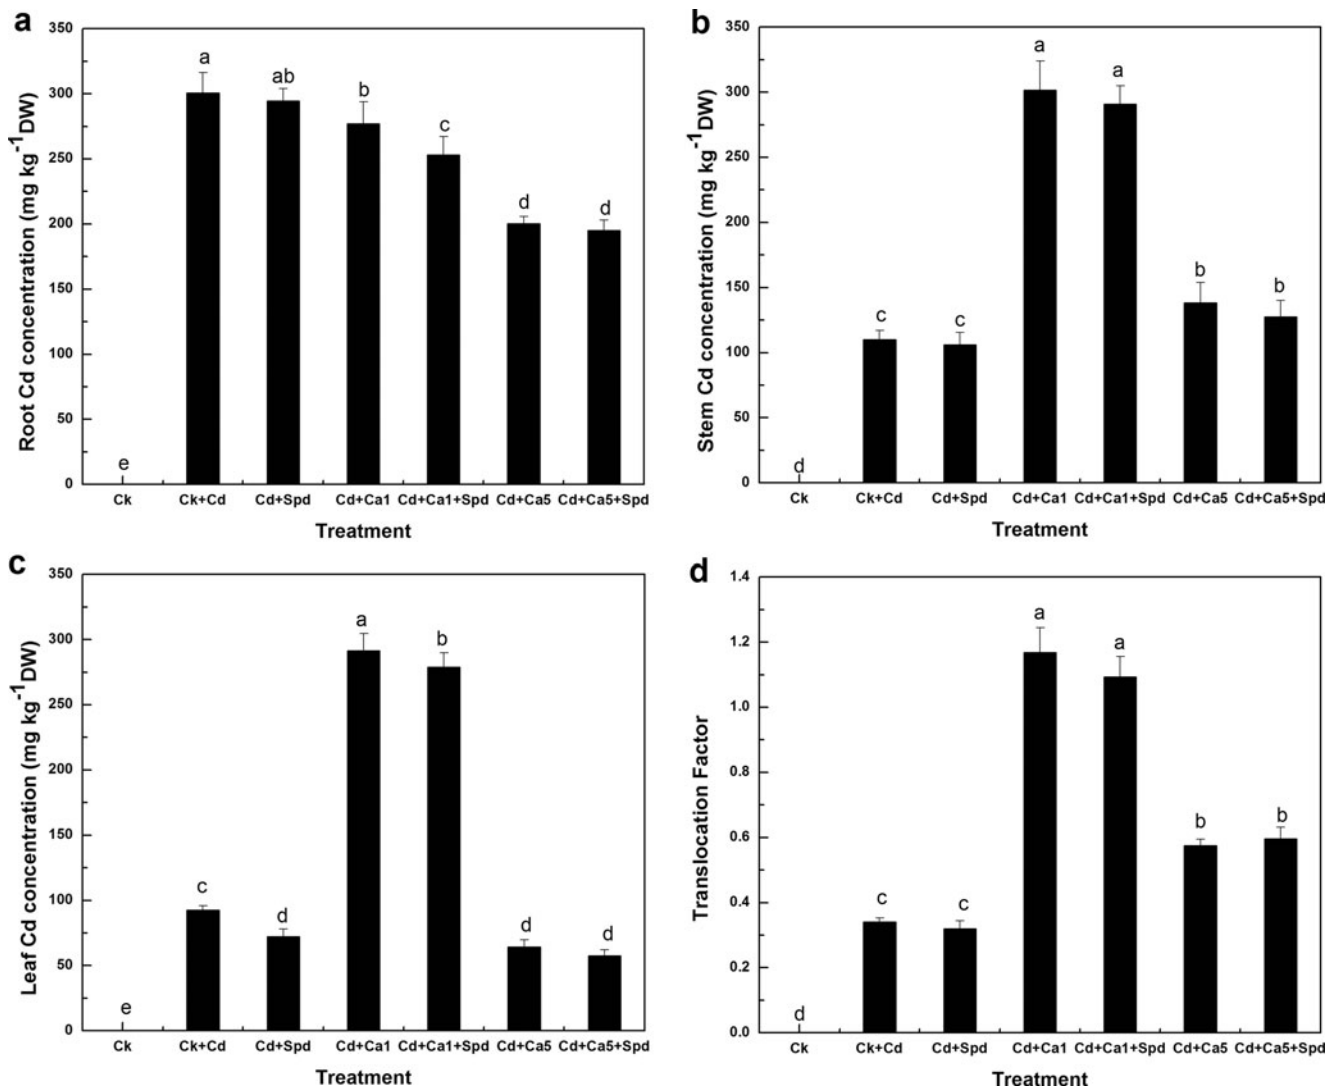 a
Root Cd concentration (mg kg-1DW)
350
300
250
200
150
100
50
0
e
a
ab
b
c
d
d
Ck Ck+Cd Cd+Spd Cd+Ca1 Cd+Ca1+Spd Cd+Ca5 Cd+Ca5+Spd
Treatment
b
Stem Cd concentration (mg kg-1DW)
350
300
250
200
150
100
50
0
d
c
c
a
a
b
b
Ck Ck+Cd Cd+Spd Cd+Ca1 Cd+Ca1+Spd Cd+Ca5 Cd+Ca5+Spd
Treatment
c
Leaf Cd concentration (mg kg-1DW)
350
300
250
200
150
100
50
0
e
c
d
a
b
d
d
Ck Ck+Cd Cd+Spd Cd+Ca1 Cd+Ca1+Spd Cd+Ca5 Cd+Ca5+Spd
Treatment
d
Translocation Factor
1.4
1.2
1.0
0.8
0.6
0.4
0.2
0.0
d
c
c
a
a
b
b
Ck Ck+Cd Cd+Spd Cd+Ca1 Cd+Ca1+Spd Cd+Ca5 Cd+Ca5+Spd
Treatment